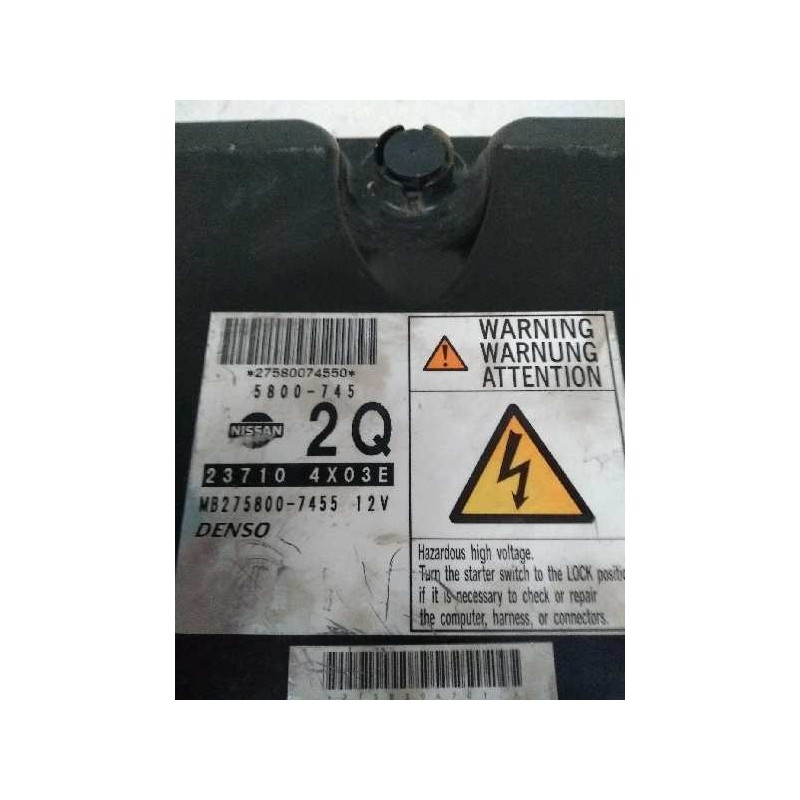 *27580074550*
5800-745
NISSAN
2Q
23710 4X03E
MB275800-7455 12V
DENSO
WARNING
WARNUNG
ATTENTION
Hazardous high voltage.
Turn the starter switch to the LOCK positio
if it is necessary to check or repair
the computer, harness, or connectors.